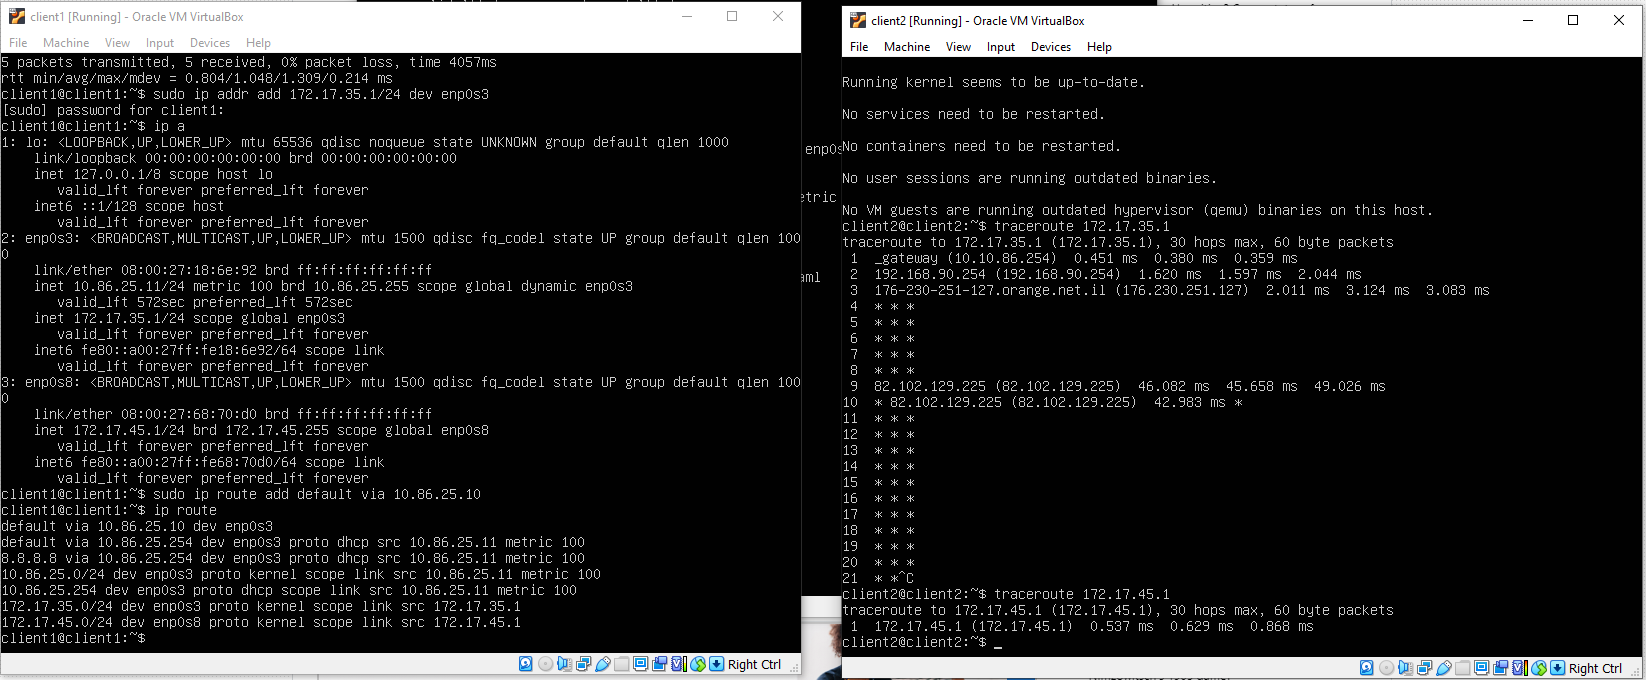 client1 [Running] - Oracle VM VirtualBox
File Machine View Input Devices Help
5 packets transmitted, 5 received, 0% packet loss, time 4057ms
rtt min/avg/max/mdev = 0.804/1.048/1.309/0.214 ms
client1@client1:~$ sudo ip addr add 172.17.35.1/24 dev enp0s3
[sudo] password for client1:
client1@client1:~$ ip a
1: lo: <LOOPBACK,UP,LOWER_UP> mtu 65536 qdisc noqueue state UNKNOWN group default qlen 1000
link/loopback 00:00:00:00:00:00 brd 00:00:00:00:00:00
inet 127.0.0.1/8 scope host lo
valid_lft forever preferred_lft forever
inet6 ::1/128 scope host
valid_lft forever preferred_lft forever
2: enp0s3: <BROADCAST,MULTICAST,UP,LOWER_UP> mtu 1500 qdisc fq_codel state UP group default qlen 100
0
link/ether 08:00:27:18:6e:92 brd ff:ff:ff:ff:ff:ff
inet 10.86.25.11/24 metric 100 brd 10.86.25.255 scope global dynamic enp0s3
valid_lft 572sec preferred_lft 572sec
inet 172.17.35.1/24 scope global enp0s3
valid_lft forever preferred_lft forever
inet6 fe80::a00:27ff:fe18:6e92/64 scope link
valid_lft forever preferred_lft forever
3: enp0s8: <BROADCAST,MULTICAST,UP,LOWER_UP> mtu 1500 qdisc fq_codel state UP group default qlen 100
0
link/ether 08:00:27:68:70:d0 brd ff:ff:ff:ff:ff:ff
inet 172.17.45.1/24 brd 172.17.45.255 scope global enp0s8
valid_lft forever preferred_lft forever
inet6 fe80::a00:27ff:fe68:70d0/64 scope link
valid_lft forever preferred_lft forever
client1@client1:~$ sudo ip route add default via 10.86.25.10
client1@client1:~$ ip route
default via 10.86.25.10 dev enp0s3
default via 10.86.25.254 dev enp0s3 proto dhcp src 10.86.25.11 metric 100
8.8.8.8 via 10.86.25.254 dev enp0s3 proto dhcp src 10.86.25.11 metric 100
10.86.25.0/24 dev enp0s3 proto kernel scope link src 10.86.25.11 metric 100
10.86.25.254 dev enp0s3 proto dhcp scope link src 10.86.25.11 metric 100
172.17.35.0/24 dev enp0s3 proto kernel scope link src 172.17.35.1
172.17.45.0/24 dev enp0s8 proto kernel scope link src 172.17.45.1
client1@client1:~$
Right Ctrl
enp0s
etric
aml
client2 [Running] - Oracle VM VirtualBox
File Machine View Input Devices Help
Running kernel seems to be up-to-date.
No services need to be restarted.
No containers need to be restarted.
No user sessions are running outdated binaries.
No VM guests are running outdated hypervisor (qemu) binaries on this host.
client2@client2:~$ traceroute 172.17.35.1
traceroute to 172.17.35.1 (172.17.35.1), 30 hops max, 60 byte packets
1 _gateway (10.10.86.254) 0.451 ms 0.380 ms 0.359 ms
2 192.168.90.254 (192.168.90.254) 1.620 ms 1.597 ms 2.044 ms
3 176-230-251-127.orange.net.il (176.230.251.127) 2.011 ms 3.124 ms 3.083 ms
4 * * *
5 * * *
6 * * *
7 * * *
8 * * *
9 82.102.129.225 (82.102.129.225) 46.082 ms 45.658 ms 49.026 ms
10 * 82.102.129.225 (82.102.129.225) 42.983 ms *
11 * * *
12 * * *
13 * * *
14 * * *
15 * * *
16 * * *
17 * * *
18 * * *
19 * * *
20 * * *
21 * *^C
client2@client2:~$ traceroute 172.17.45.1
traceroute to 172.17.45.1 (172.17.45.1), 30 hops max, 60 byte packets
1 172.17.45.1 (172.17.45.1) 0.537 ms 0.629 ms 0.868 ms
client2@client2:~$ _
Right Ctrl